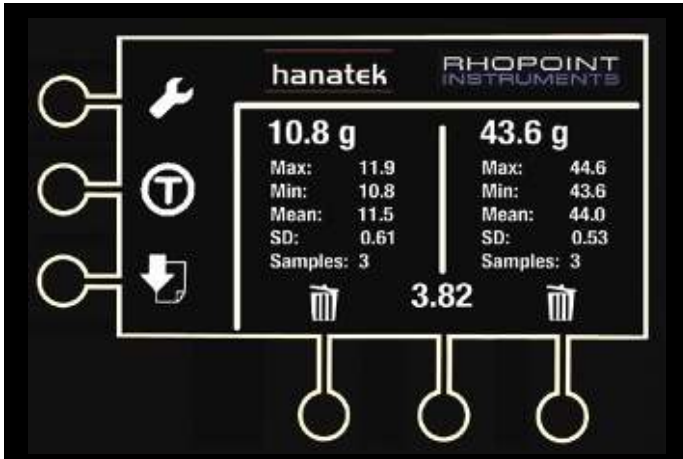 hanatek
RHOPOINT
INSTRUMENTS
T
10.8 g
Max: 11.9
Min: 10.8
Mean: 11.5
SD: 0.61
Samples: 3
43.6 g
Max: 44.6
Min: 43.6
Mean: 44.0
SD: 0.53
Samples: 3
3.82